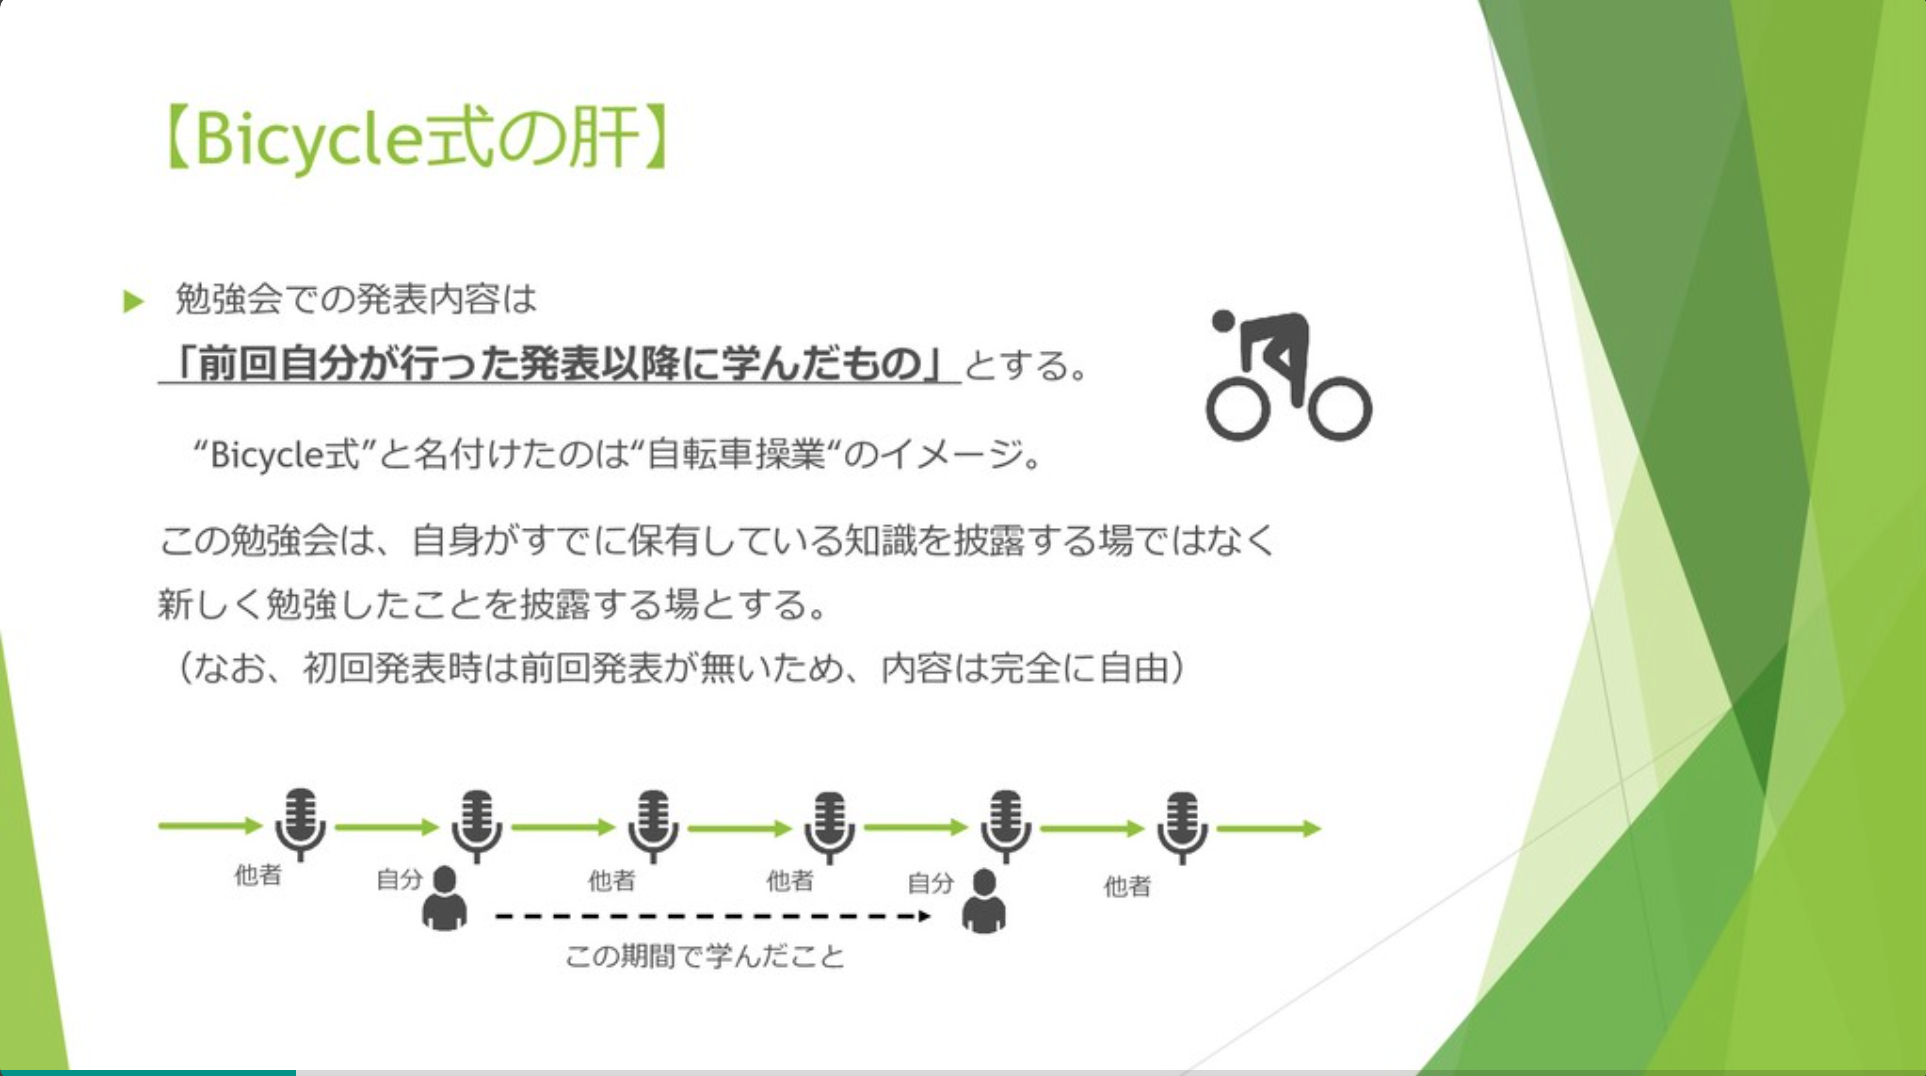 【Bicycle式の肝】
勉強会での発表内容は
「前回自分が行った発表以降に学んだもの」とする。
“Bicycle式”と名付けたのは“自転車操業“のイメージ。
この勉強会は、自身がすでに保有している知識を披露する場ではなく
新しく勉強したことを披露する場とする。
（なお、初回発表時は前回発表が無いため、内容は完全に自由）
他者 自分 他者 他者 自分 他者
この期間で学んだこと